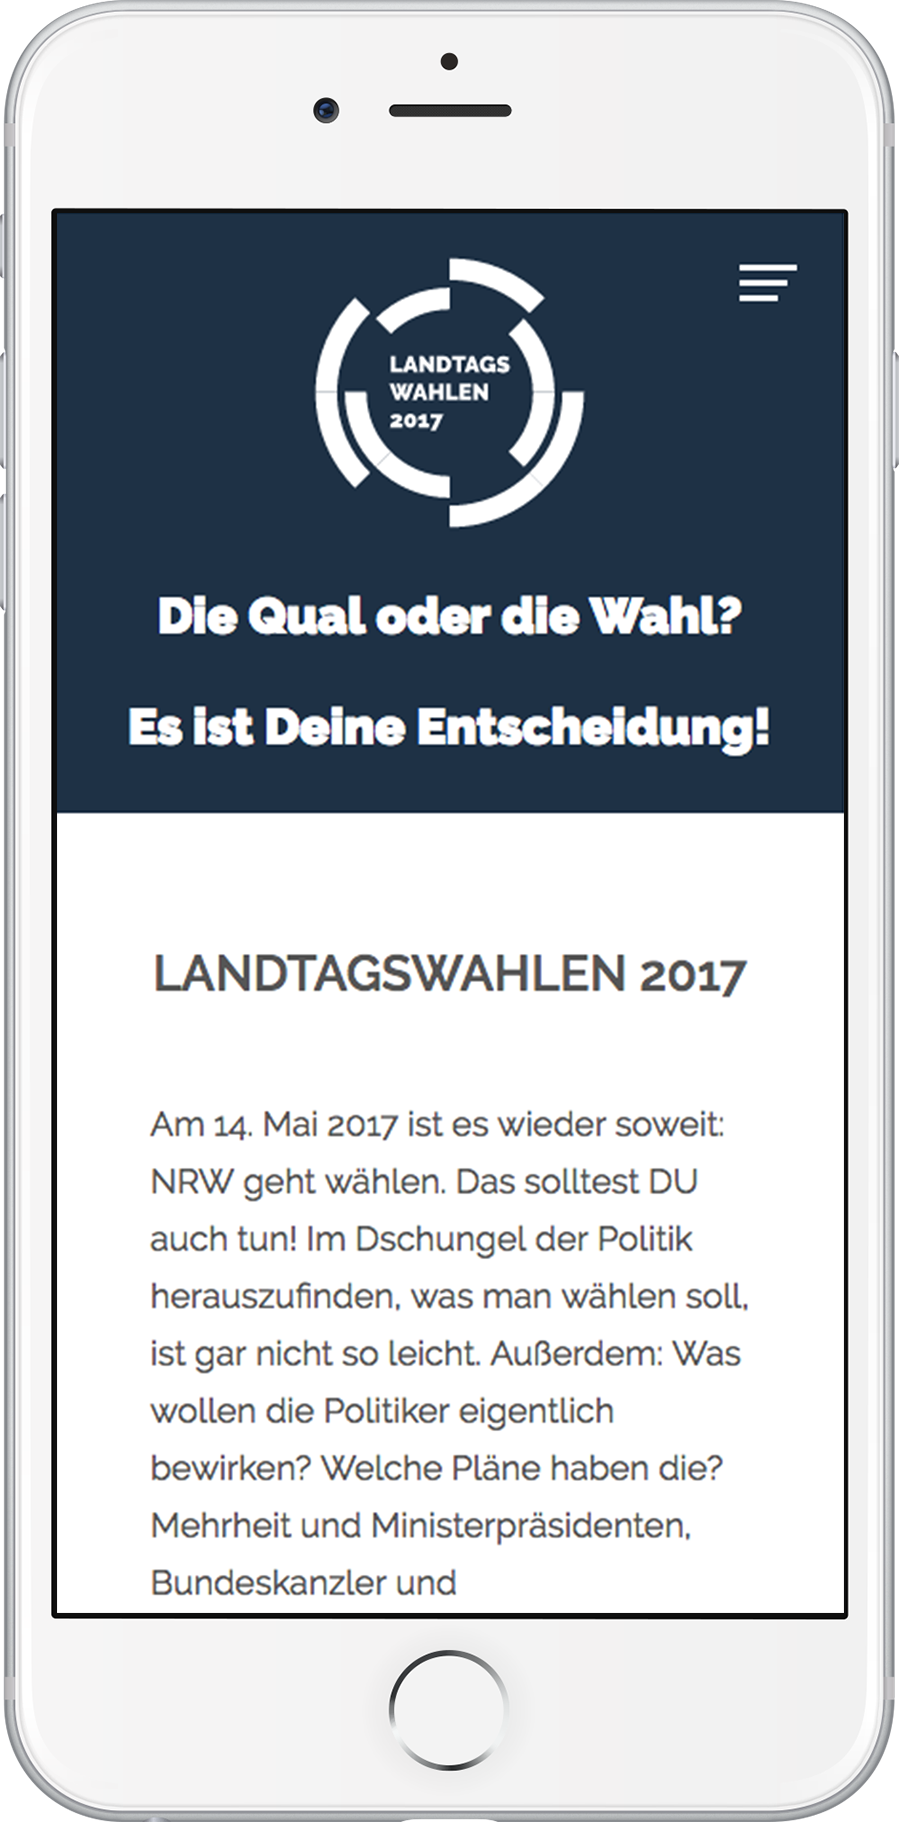 LANDTAGS
WAHLEN
2017
Die Qual oder die Wahl?
Es ist Deine Entscheidung!
LANDTAGSWAHLEN 2017
Am 14. Mai 2017 ist es wieder soweit:
NRW geht wählen. Das solltest DU
auch tun! Im Dschungel der Politik
herauszufinden, was man wählen soll,
ist gar nicht so leicht. Außerdem: Was
wollen die Politiker eigentlich
bewirken? Welche Pläne haben die?
Mehrheit und Ministerpräsidenten,
Bundeskanzler und